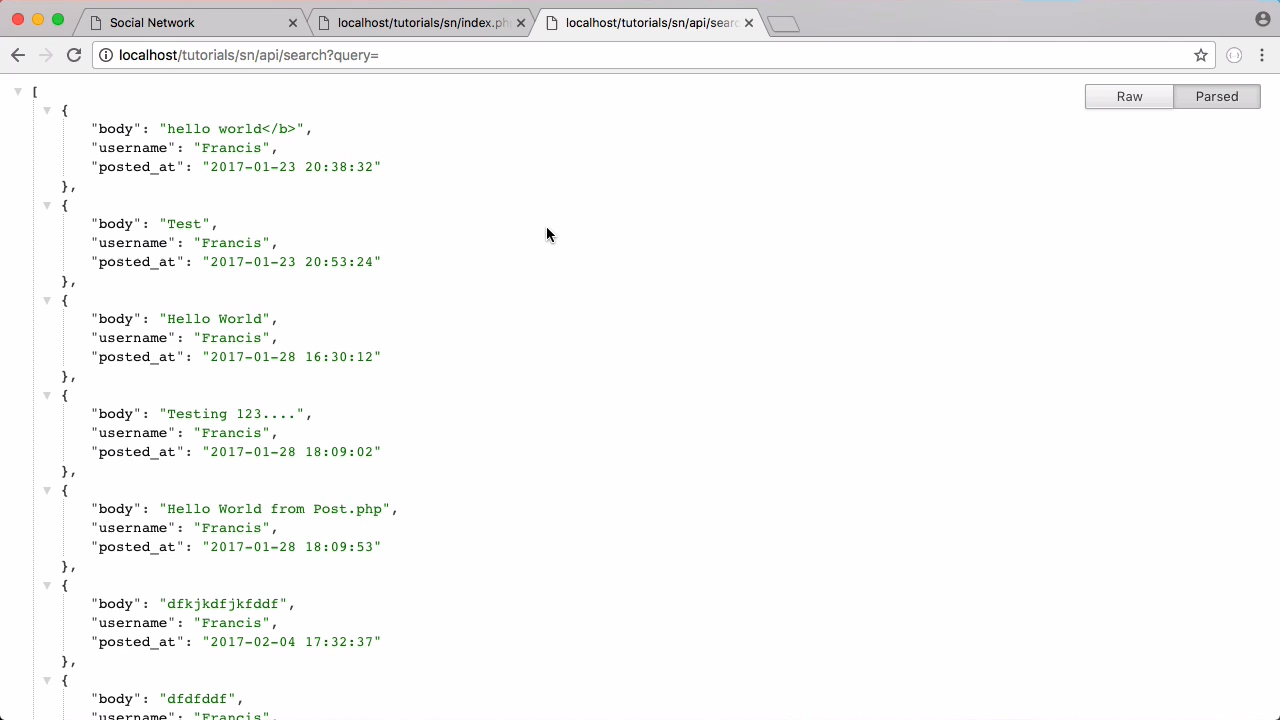 Social Network
localhost/tutorials/sn/index.ph
localhost/tutorials/sn/api/searc
localhost/tutorials/sn/api/search?query=
Raw
Parsed
[
{
"body": "hello world</b>",
"username": "Francis",
"posted_at": "2017-01-23 20:38:32"
},
{
"body": "Test",
"username": "Francis",
"posted_at": "2017-01-23 20:53:24"
},
{
"body": "Hello World",
"username": "Francis",
"posted_at": "2017-01-28 16:30:12"
},
{
"body": "Testing 123....",
"username": "Francis",
"posted_at": "2017-01-28 18:09:02"
},
{
"body": "Hello World from Post.php",
"username": "Francis",
"posted_at": "2017-01-28 18:09:53"
},
{
"body": "dfkjkdfjkfddf",
"username": "Francis",
"posted_at": "2017-02-04 17:32:37"
},
{
"body": "dfdfddf",
"username": "Francis",